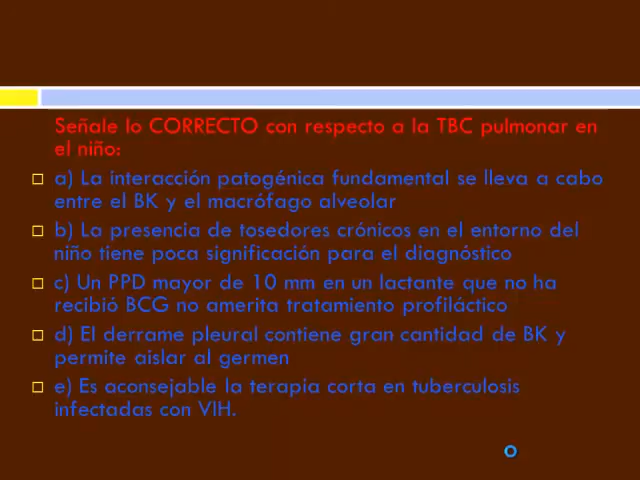 Señale lo CORRECTO con respecto a la TBC pulmonar en
el niño:
a) La interacción patogénica fundamental se lleva a cabo
entre el BK y el macrófago alveolar
b) La presencia de tosedores crónicos en el entorno del
niño tiene poca significación para el diagnóstico
c) Un PPD mayor de 10 mm en un lactante que no ha
recibió BCG no amerita tratamiento profiláctico
d) El derrame pleural contiene gran cantidad de BK y
permite aislar al germen
e) Es aconsejable la terapia corta en tuberculosis
infectadas con VIH.